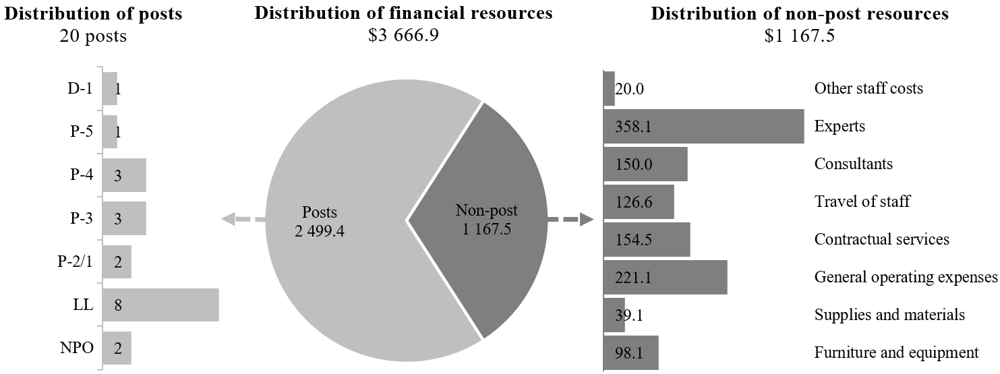 Distribution of posts
20 posts
D-1 1
P-5 1
P-4 3
P-3 3
P-2/1 2
LL 8
NPO 2
Distribution of financial resources
$3 666.9
Posts
2 499.4
Non-post
1 167.5
Distribution of non-post resources
$1 167.5
20.0 Other staff costs
358.1 Experts
150.0 Consultants
126.6 Travel of staff
154.5 Contractual services
221.1 General operating expenses
39.1 Supplies and materials
98.1 Furniture and equipment